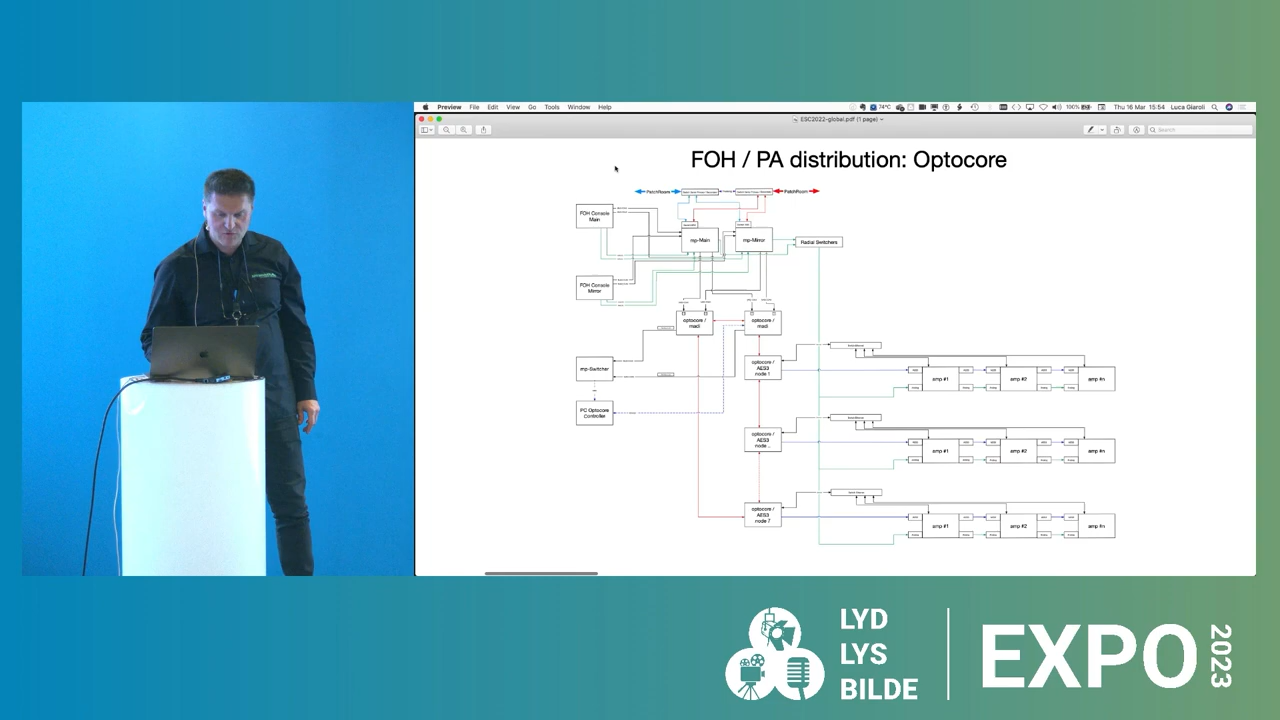 Preview File Edit View Go Tools Window Help
74°C
100%
Thu 16 Mar 15:54 Luca Giaroli
ESC2022-global.pdf (1 page)
Search
FOH / PA distribution: Optocore
PatchRoom
PatchRoom
FOH Console
Main
mp-Main
mp-Mirror
Radial Switchers
FOH Console
Mirror
optocore /
madi
optocore /
madi
mp-Switcher
optocore /
AES3
node 1
amp #1
amp #2
amp #n
PC Optocore
Controller
optocore /
AES3
node ..
amp #1
amp #2
amp #n
optocore /
AES3
node 7
amp #1
amp #2
amp #n
LYD
LYS
BILDE
EXPO
2023